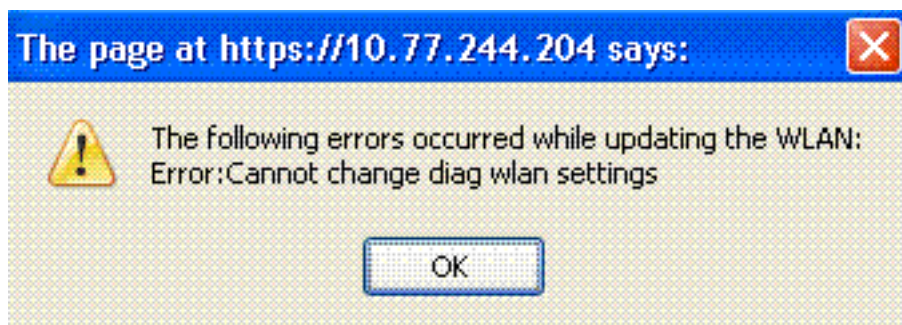 The page at https://10.77.244.204 says:
The following errors occurred while updating the WLAN:
Error:Cannot change diag wlan settings
OK